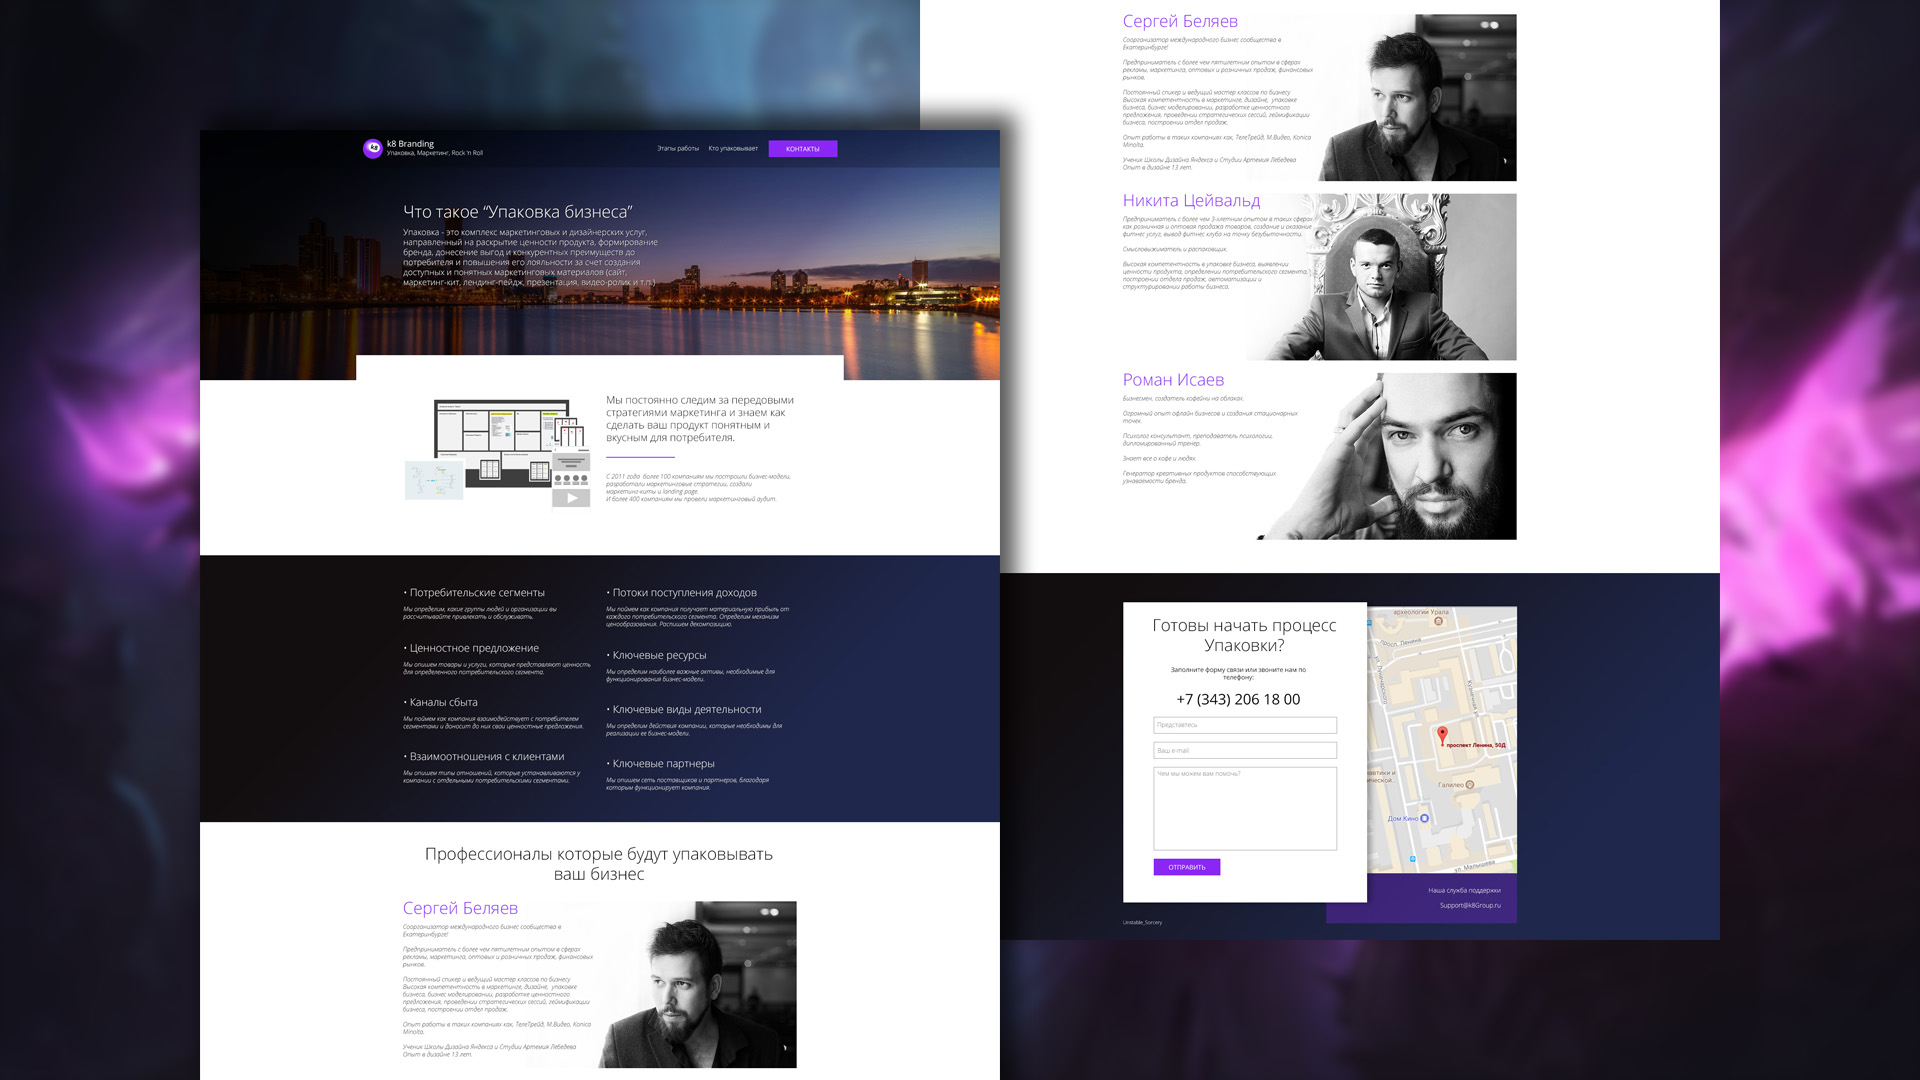 k8 Branding
Упаковка, Маркетинг, Rock 'n Roll
Этапы работы
Кто упаковывает
КОНТАКТЫ
Что такое “Упаковка бизнеса”
Упаковка - это комплекс маркетинговых и дизайнерских услуг,
направленный на раскрытие ценности продукта, формирование
бренда, донесение выгод и конкурентных преимуществ до
потребителя и повышения его лояльности за счет создания
доступных и понятных маркетинговых материалов (сайт,
маркетинг-кит, лендинг-пейдж, презентация, видео-ролик и т.п.)
Мы постоянно следим за передовыми
стратегиями маркетинга и знаем как
сделать ваш продукт понятным и
вкусным для потребителя.
С 2011 года более 100 компаниям мы построили бизнес-модели,
разработали маркетинговые стратегии, создали
маркетинг-киты и landing page.
И более 400 компаниям мы провели маркетинговый аудит.
• Потребительские сегменты
Мы определим, какие группы людей и организации вы
рассчитывайте привлекать и обслуживать.
• Ценностное предложение
Мы опишем товары и услуги, которые представляют ценность
для определенного потребительского сегмента.
• Каналы сбыта
Мы поймем как компания взаимодействует с потребителем
сегментами и доносит до них свои ценностные предложения.
• Взаимоотношения с клиентами
Мы опишем типы отношений, которые устанавливаются у
компании с отдельными потребительскими сегментами.
• Потоки поступления доходов
Мы поймем как компания получает материальную прибыль от
каждого потребительского сегмента. Определим механизм
ценообразования. Распишем декомпозицию.
• Ключевые ресурсы
Мы определим наиболее важные активы, необходимые для
функционирования бизнес-модели.
• Ключевые виды деятельности
Мы определим действия компании, которые необходимы для
реализации ее бизнес-модели.
• Ключевые партнеры
Мы опишем сеть поставщиков и партнеров, благодаря
которым функционирует компания.
Профессионалы которые будут упаковывать
ваш бизнес
Сергей Беляев
Соорганизатор международного бизнес сообщества в
Екатеринбурге!
Предприниматель с более чем пятилетним опытом в сферах
рекламы, маркетинга, оптовых и розничных продаж, финансовых
рынков.
Постоянный спикер и ведущий мастер классов по бизнесу
Высокая компетентность в маркетинге, дизайне, упаковке
бизнеса, бизнес моделировании, разработке ценностного
предложения, проведении стратегических сессий, геймификации
бизнеса, построении отдел продаж.
Опыт работы в таких компаниях как, ТелеТрейд, М.Видео, Konica
Minolta.
Ученик Школы Дизайна Яндекса и Студии Артемия Лебедева
Опыт в дизайне 13 лет.
Сергей Беляев
Соорганизатор международного бизнес сообщества в
Екатеринбурге!
Предприниматель с более чем пятилетним опытом в сферах
рекламы, маркетинга, оптовых и розничных продаж, финансовых
рынков.
Постоянный спикер и ведущий мастер классов по бизнесу
Высокая компетентность в маркетинге, дизайне, упаковке
бизнеса, бизнес моделировании, разработке ценностного
предложения, проведении стратегических сессий, геймификации
бизнеса, построении отдел продаж.
Опыт работы в таких компаниях как, ТелеТрейд, М.Видео, Konica
Minolta.
Ученик Школы Дизайна Яндекса и Студии Артемия Лебедева
Опыт в дизайне 13 лет.
Никита Цейвальд
Предприниматель с более чем 3-хлетним опытом в таких сферах
как розничная и оптовая продажа товаров, создание и оказание
фитнес услуг, вывод фитнес клуба на точку безубыточности.
Смысловыжиматель и распаковщик.
Высокая компетентность в упаковке бизнеса, выявлении
ценности продукта, определении потребительского сегмента,
построении отдела продаж, автоматизации и
структурировании работы бизнеса.
Роман Исаев
Бизнесмен, создатель кофейни на облаках.
Огромный опыт офлайн бизнесов и создания стационарных
точек.
Психолог консультант, преподаватель психологии,
дипломированный тренер.
Знает все о кофе и людях.
Генератор креативных продуктов способствующих
узнаваемости бренда.
Готовы начать процесс
Упаковки?
Заполните форму связи или звоните нам по
телефону:
+7 (343) 206 18 00
Представтесь
Ваш e-mail
Чем мы можем вам помочь?
ОТПРАВИТЬ
археологии Урала
просп. Ленина
ул. Луначарского
Кузнечная ул.
проспект Ленина, 50Д
Галилео
Дом Кино
ул. Малышева
Наша служба поддержки
Support@k8Group.ru
Unstable_Sorcery